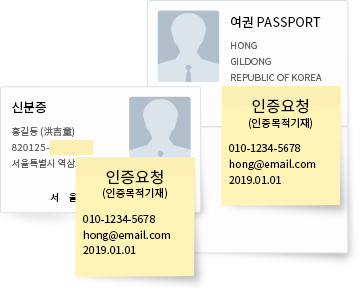 여권 PASSPORT
HONG
GILDONG
REPUBLIC OF KOREA
인증요청
(인증목적기재)
010-1234-5678
hong@email.com
2019.01.01
신분증
홍길동 (洪吉童)
820125-
서울특별시 역삼
서 울
인증요청
(인증목적기재)
010-1234-5678
hong@email.com
2019.01.01